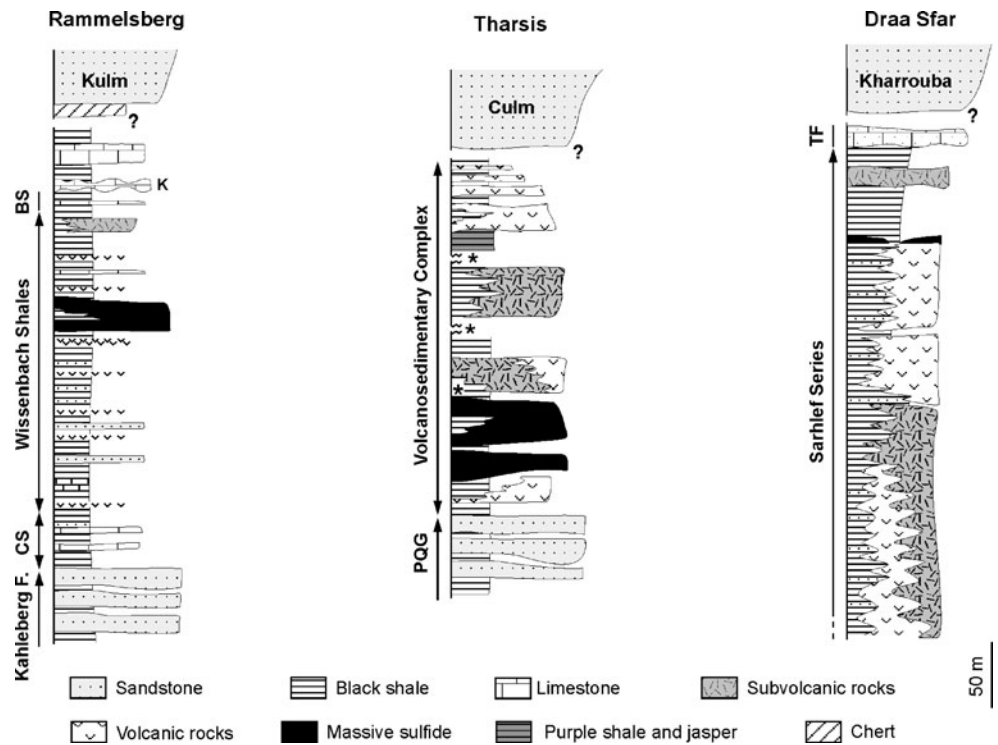 Rammelsberg
Tharsis
Draa Sfar
Kulm
Culm
Kharrouba
?
?
?
K
BS
Wissenbach Shales
CS
Kahleberg F.
Volcanosedimentary Complex
*
*
*
PQG
TF
Sarhlef Series
Sandstone
Black shale
Limestone
Subvolcanic rocks
Volcanic rocks
Massive sulfide
Purple shale and jasper
Chert
50 m